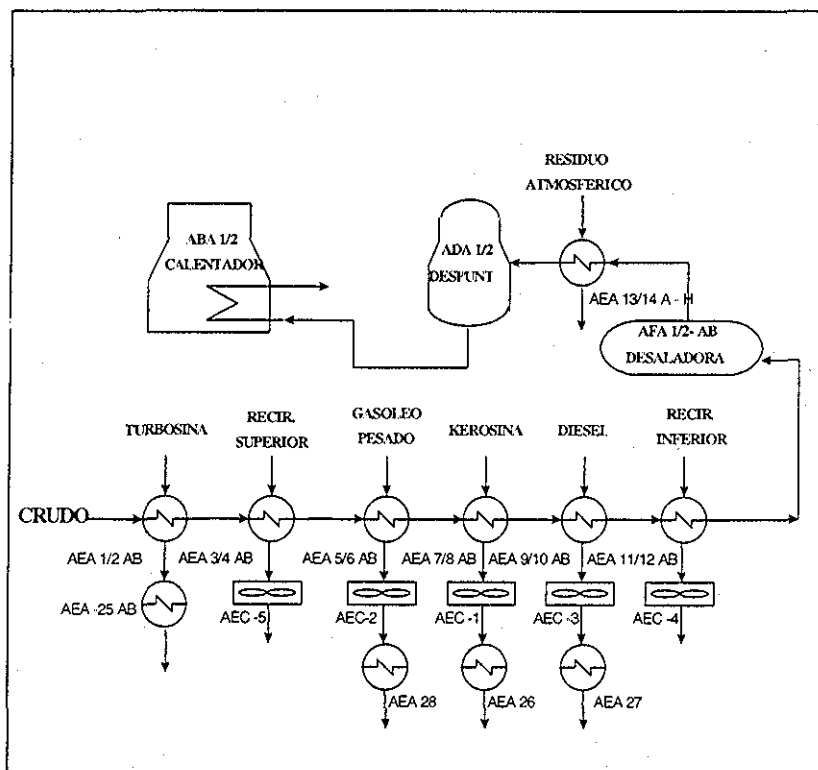 RESIDUO
ATMOSFERICO
ABA 1/2
CALENTADOR
ADA 1/2
DESPUNT
AEA 13/14 A - H
AFA 1/2- AB
DESALADORA
TURBOSINA
RECIR.
SUPERIOR
GASOLEO
PESADO
KEROSINA
DIESEL
RECIR.
INFERIOR
CRUDO
AEA 1/2 AB
AEA 3/4 AB
AEA 5/6 AB
AEA 7/8 AB
AEA 9/10 AB
AEA 11/12 AB
AEA -25 AB
AEC -5
AEC-2
AEC -1
AEC -3
AEC -4
AEA 28
AEA 26
AEA 27